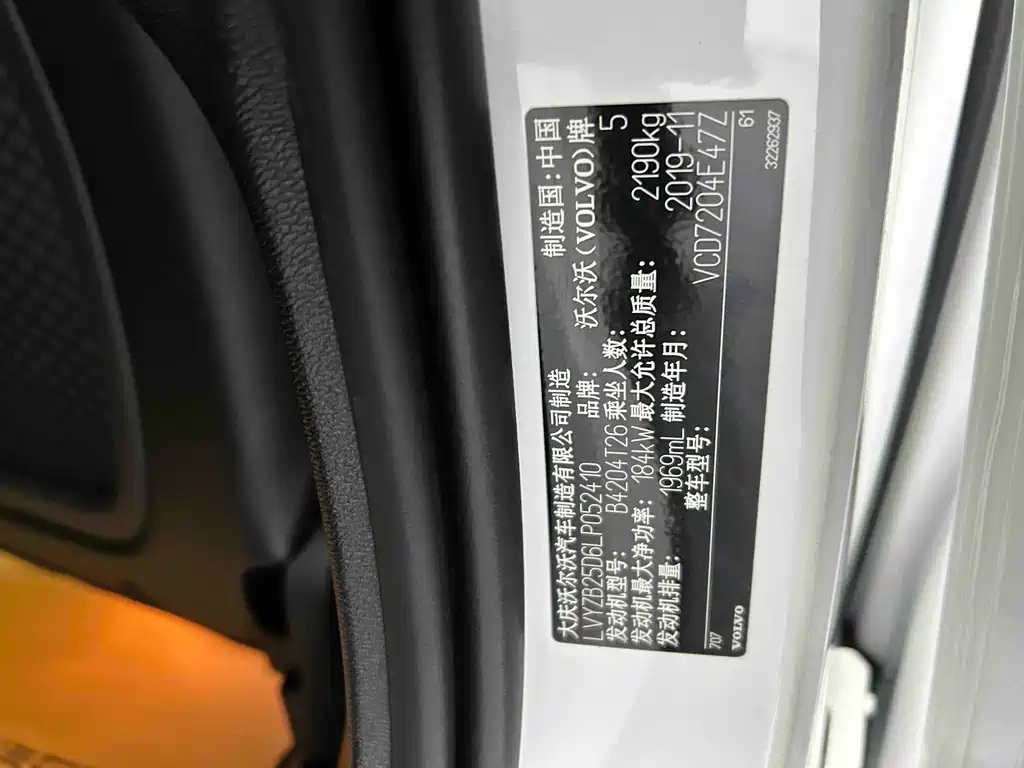 大庆沃尔沃汽车制造有限公司制造 制造国:中国
LVYZB25D6LP052410 品牌: 沃尔沃(VOLVO)牌
发动机型号: B4204T26 乘坐人数: 5
发动机最大净功率: 184kW 最大允许总质量: 2190kg
发动机排量: 1969mL 制造年月: 2019-11
整车型号: VCD7204E47Z
707 61
VOLVO 32262937